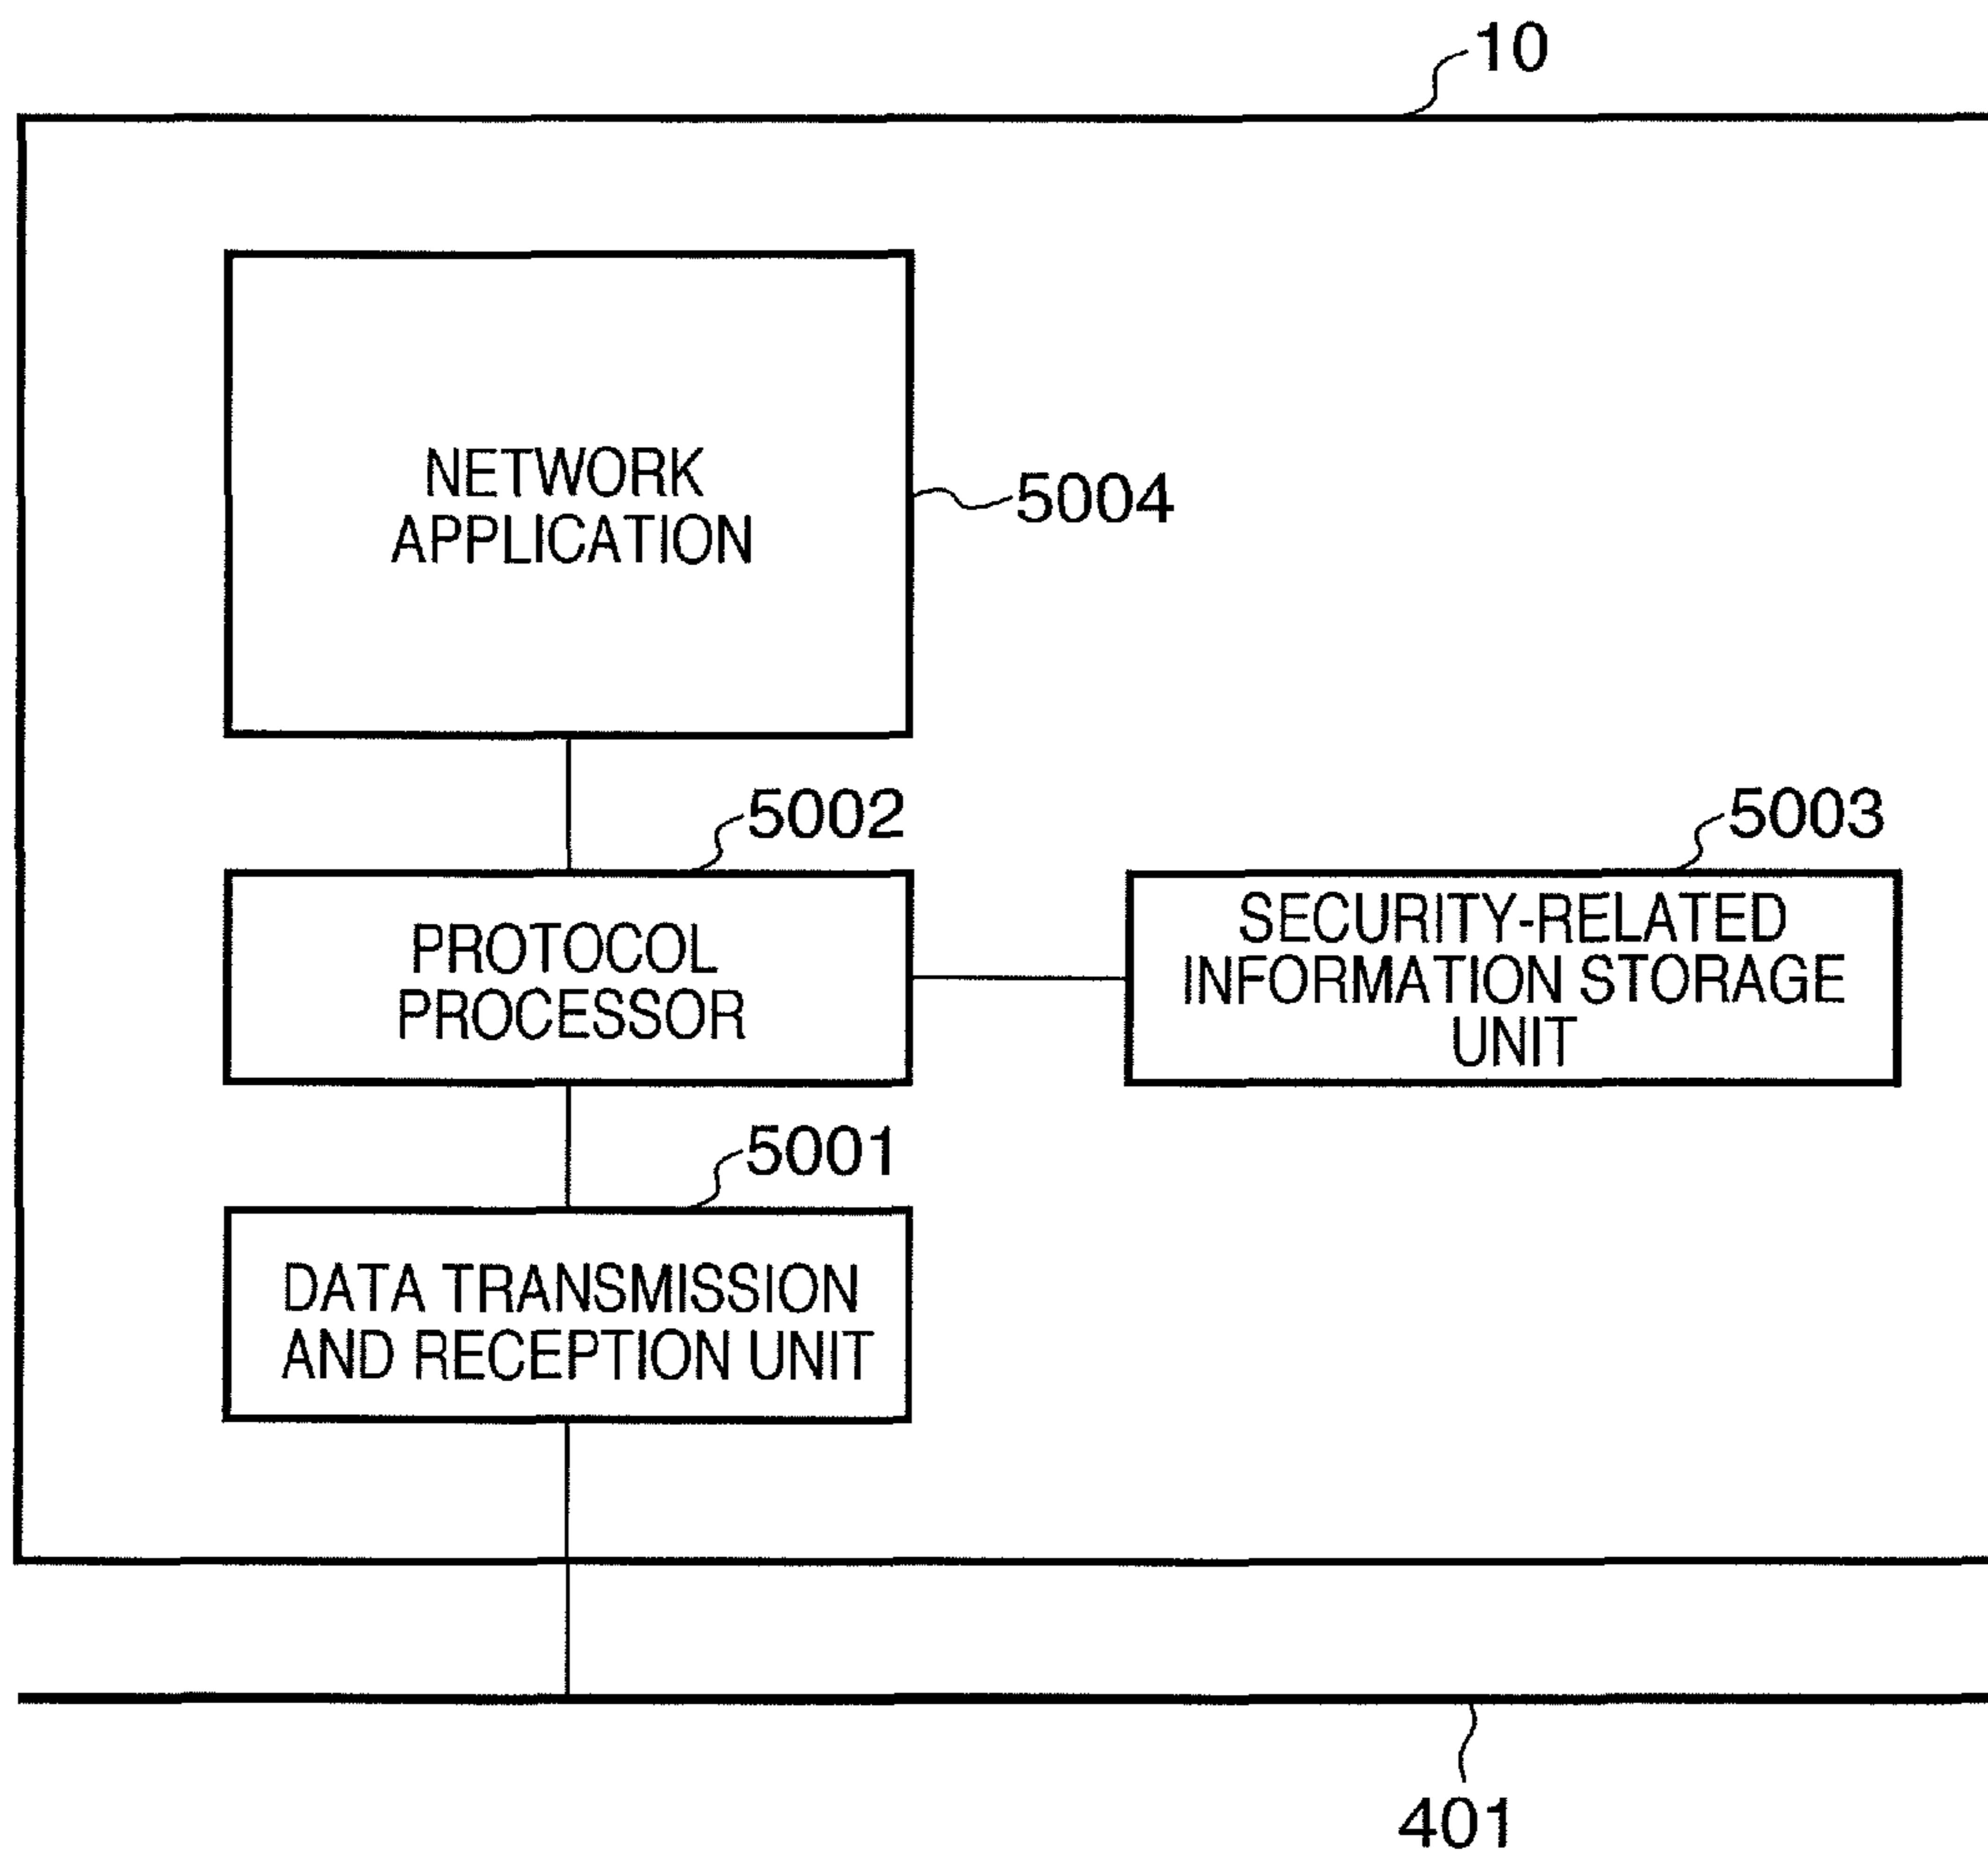 10
NETWORK
APPLICATION
5004
5002
PROTOCOL
PROCESSOR
5003
SECURITY-RELATED
INFORMATION STORAGE
UNIT
5001
DATA TRANSMISSION
AND RECEPTION UNIT
401